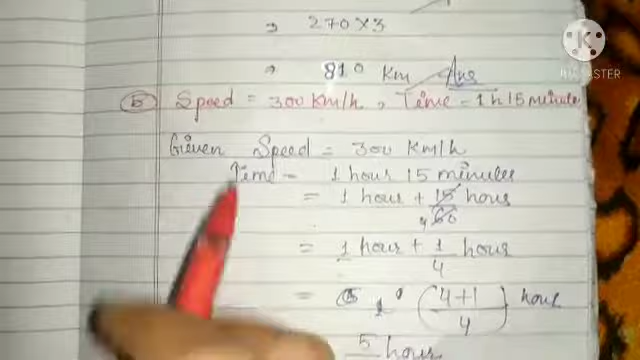 ⇒ 270 × 3
⇒ 810 km Ans
(b) Speed = 300 km/h, Time = 1 h 15 minute
Given Speed = 300 km/h
Time = 1 hour 15 minutes
= 1 hour + 15/60 hour
4
= 1 hour + 1/4 hour
= (4+1/4) hour
5 hour
K